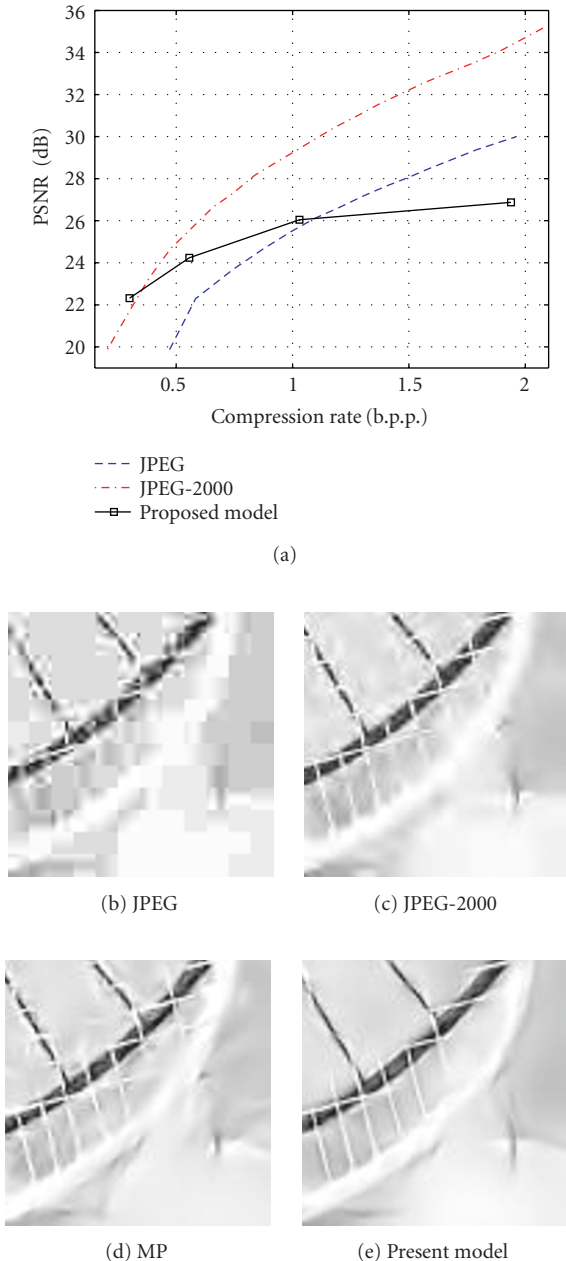 36
34
32
30
28
26
24
22
20
PSNR (dB)
0.5 1 1.5 2
Compression rate (b.p.p.)
JPEG
JPEG-2000
Proposed model
(a)
(b) JPEG
(c) JPEG-2000
(d) MP
(e) Present model